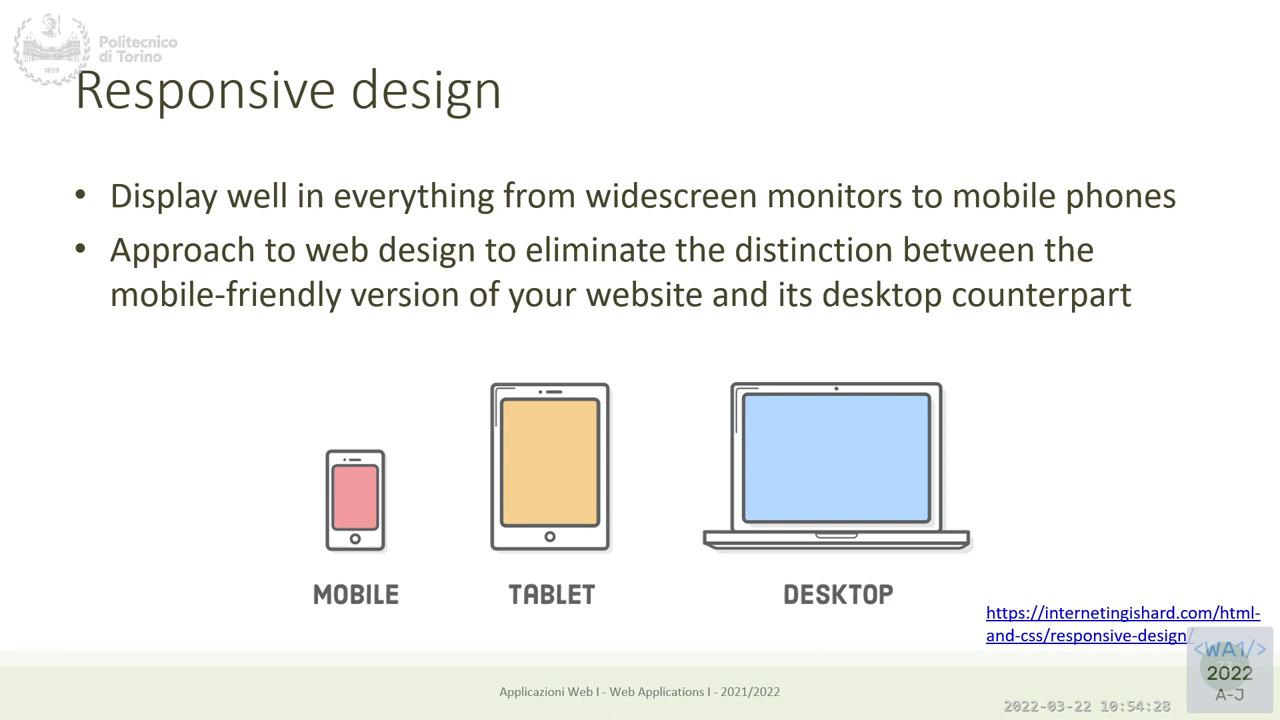 Politecnico
di Torino
1859
Responsive design
• Display well in everything from widescreen monitors to mobile phones
• Approach to web design to eliminate the distinction between the
mobile-friendly version of your website and its desktop counterpart
MOBILE
TABLET
DESKTOP
https://internetingishard.com/html-
and-css/responsive-design/
<WA1/>
2022
A-J
Applicazioni Web I - Web Applications I - 2021/2022
2022-03-22 10:54:28